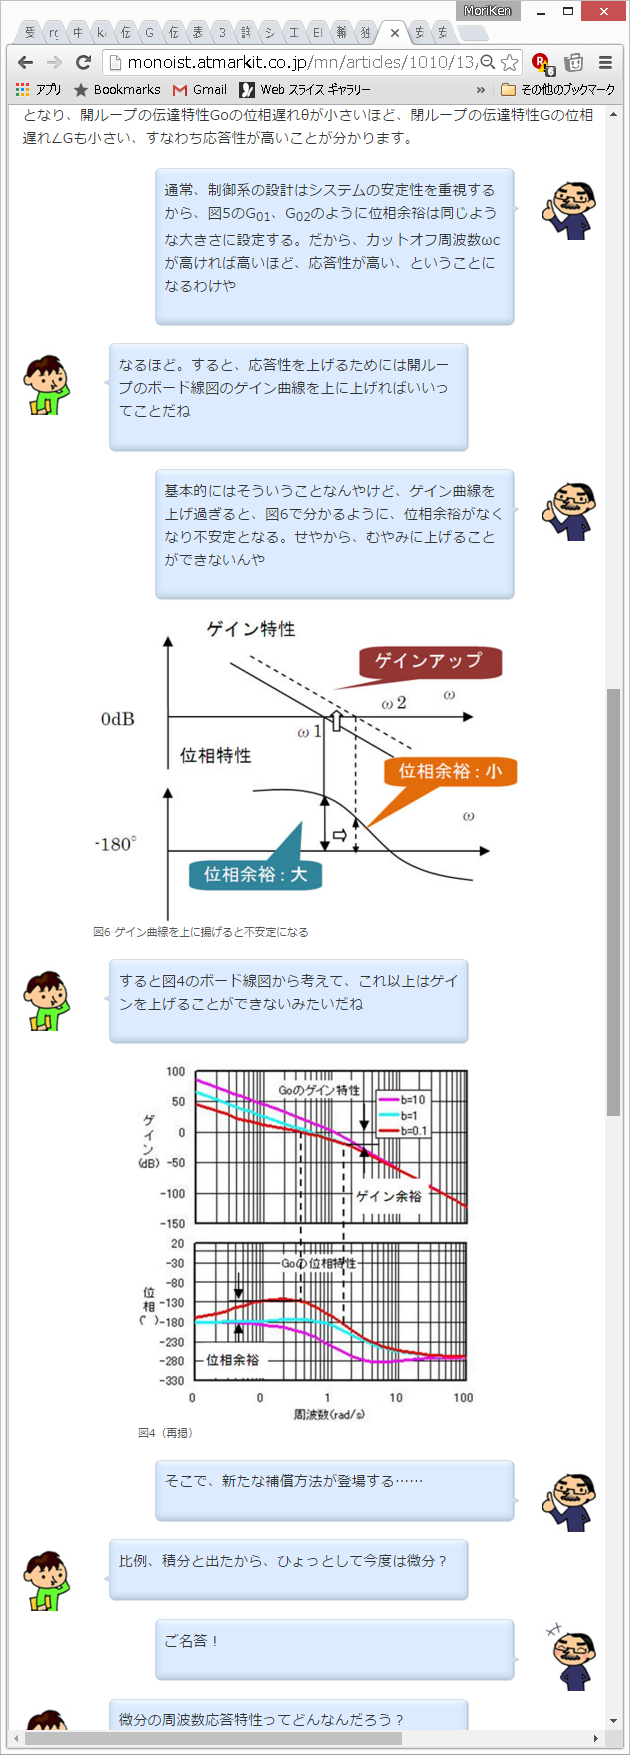 MoriKen
受
rç
中
kɛ
伝
G
伝
表
3
許
シ
エ
El
輔
独
安
安
monoist.atmarkit.co.jp/mn/articles/1010/13/
アプリ ★ Bookmarks Gmail Web スライス ギャラリー » その他のブックマーク
となり、開ループの伝達特性Goの位相遅れθが小さいほど、閉ループの伝達特性Gの位相
遅れ∠Gも小さい、すなわち応答性が高いことが分かります。
通常、制御系の設計はシステムの安定性を重視する
から、図5のG01、G02のように位相余裕は同じよう
な大きさに設定する。だから、カットオフ周波数ωc
が高ければ高いほど、応答性が高い、ということに
なるわけや
なるほど。すると、応答性を上げるためには開ルー
プのボード線図のゲイン曲線を上に上げればいいっ
てことだね
基本的にはそういうことなんやけど、ゲイン曲線を
上げ過ぎると、図6で分かるように、位相余裕がなく
なり不安定となる。せやから、むやみに上げること
ができないんや
ゲイン特性
ゲインアップ
ω2
ω
0dB
ω1
位相特性
位相余裕：小
ω
-180°
位相余裕：大
図6 ゲイン曲線を上に揚げると不安定になる
すると図4のボード線図から考えて、これ以上はゲイ
ンを上げることができないみたいだね
100
50
0
-50
-100
-150
ゲイン(dB)
Goのゲイン特性
b=10
b=1
b=0.1
ゲイン余裕
20
-30
-80
-130
-180
-230
-280
-330
位相(°)
Goの位相特性
位相余裕
0 0 1 10 100
周波数(rad/s)
図4（再掲）
そこで、新たな補償方法が登場する……
比例、積分と出たから、ひょっとして今度は微分？
ご名答！
微分の周波数応答特性ってどんなんだろう？